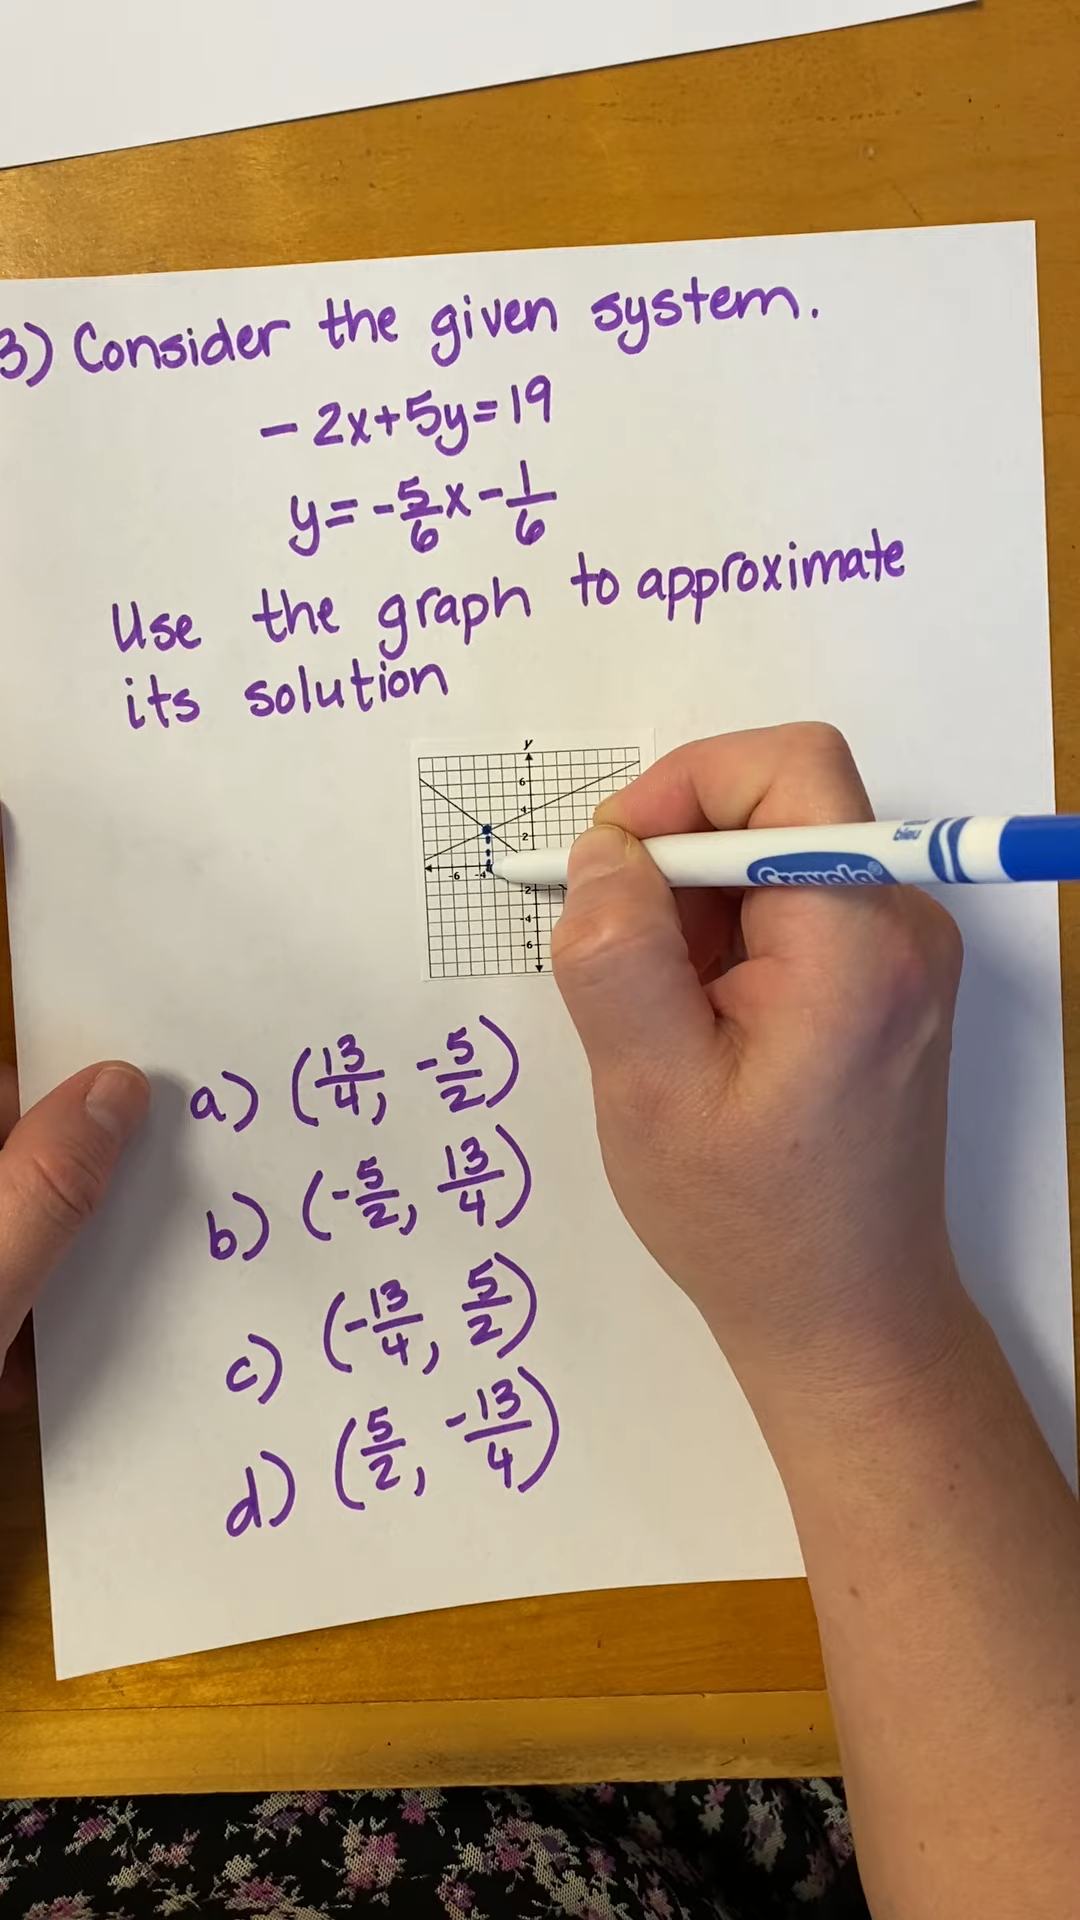 3) Consider the given system.
- 2x+5y=19
y= -5/6x - 1/6
Use the graph to approximate
its solution
y
6
4
2
-6 -4
-2
-4
-6
bleu
Crayola®
a) (13/4, -5/2)
b) (-5/2, 13/4)
c) (-13/4, 5/2)
d) (5/2, -13/4)